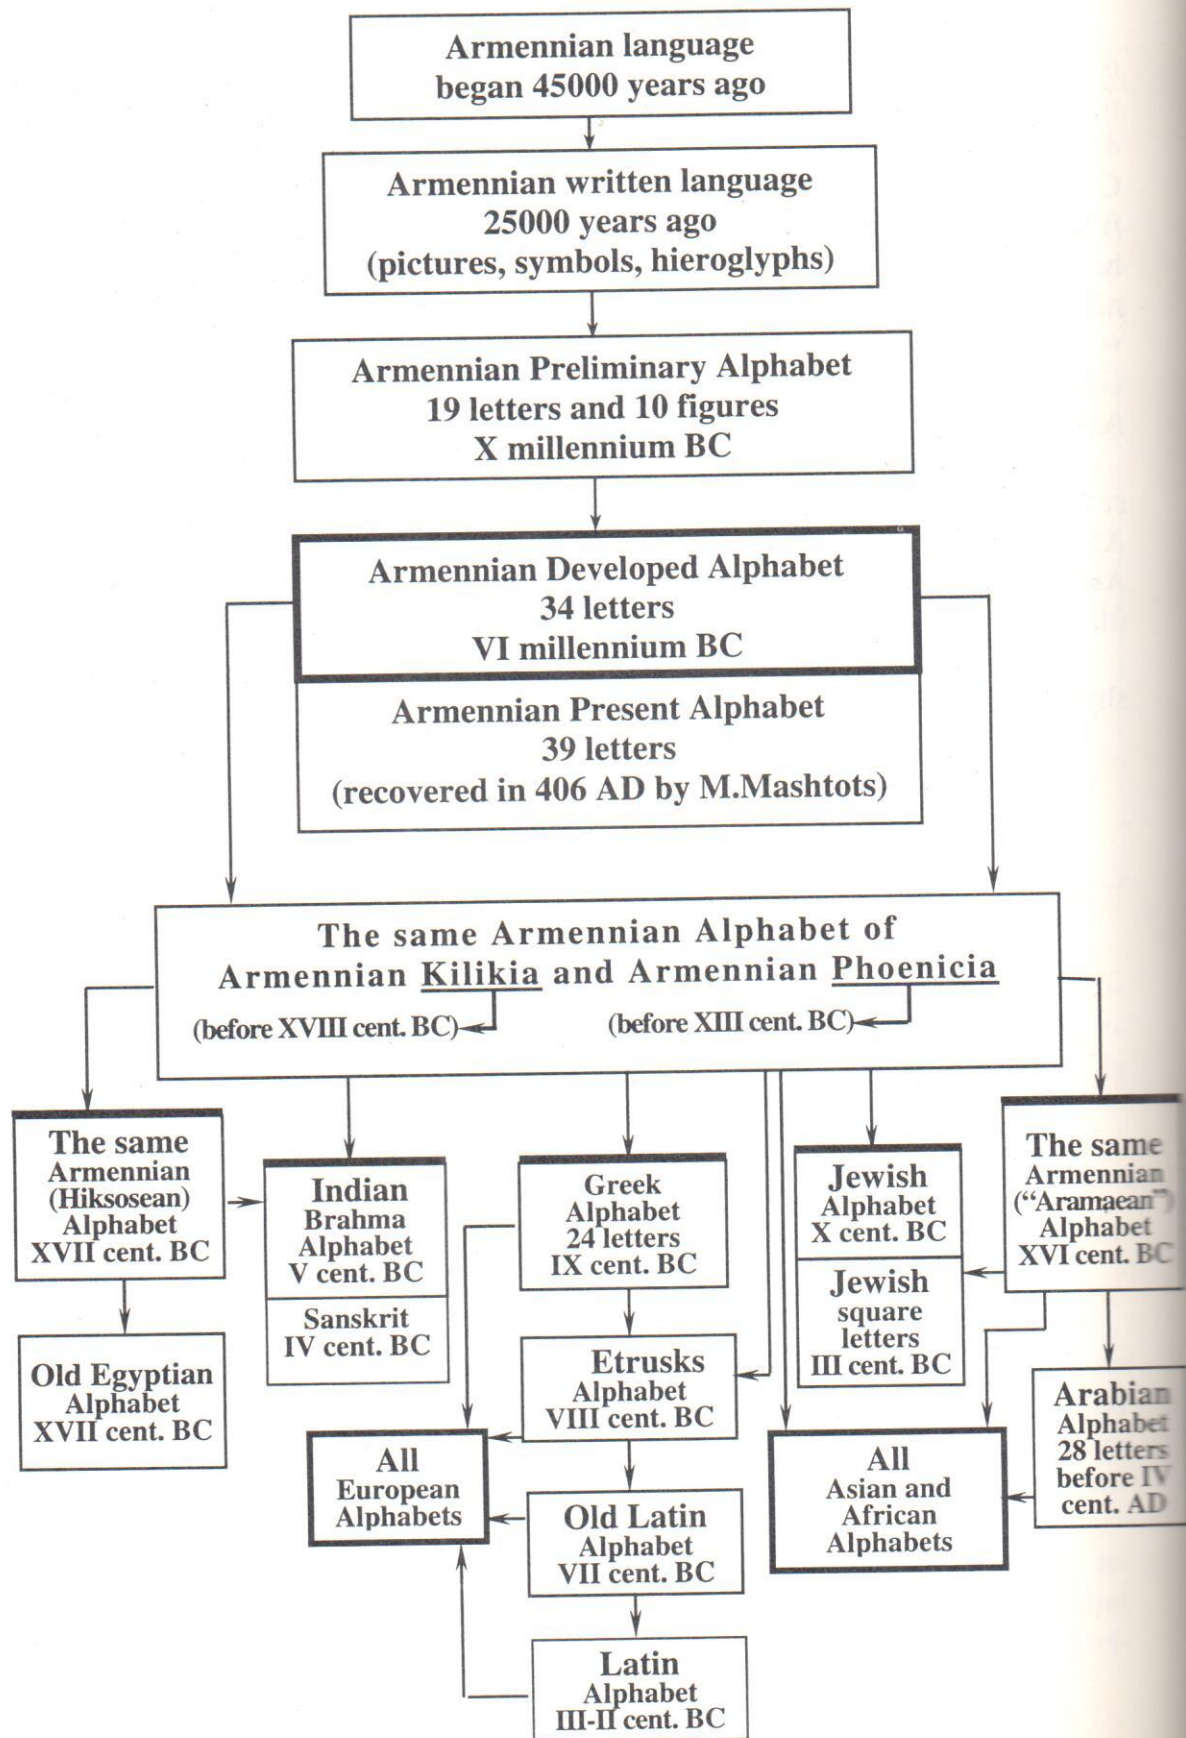 Armennian language
began 45000 years ago
Armennian written language
25000 years ago
(pictures, symbols, hieroglyphs)
Armennian Preliminary Alphabet
19 letters and 10 figures
X millennium BC
Armennian Developed Alphabet
34 letters
VI millennium BC
Armennian Present Alphabet
39 letters
(recovered in 406 AD by M.Mashtots)
The same Armennian Alphabet of
Armennian Kilikia and Armennian Phoenicia
(before XVIII cent. BC)
(before XIII cent. BC)
The same
Armennian
(Hiksosean)
Alphabet
XVII cent. BC
Old Egyptian
Alphabet
XVII cent. BC
Indian
Brahma
Alphabet
V cent. BC
Sanskrit
IV cent. BC
Greek
Alphabet
24 letters
IX cent. BC
Etrusks
Alphabet
VIII cent. BC
All
European
Alphabets
Old Latin
Alphabet
VII cent. BC
Latin
Alphabet
III-II cent. BC
Jewish
Alphabet
X cent. BC
Jewish
square
letters
III cent. BC
The same
Armennian
("Aramaean")
Alphabet
XVI cent. BC
All
Asian and
African
Alphabets
Arabian
Alphabet
28 letters
before IV
cent. AD